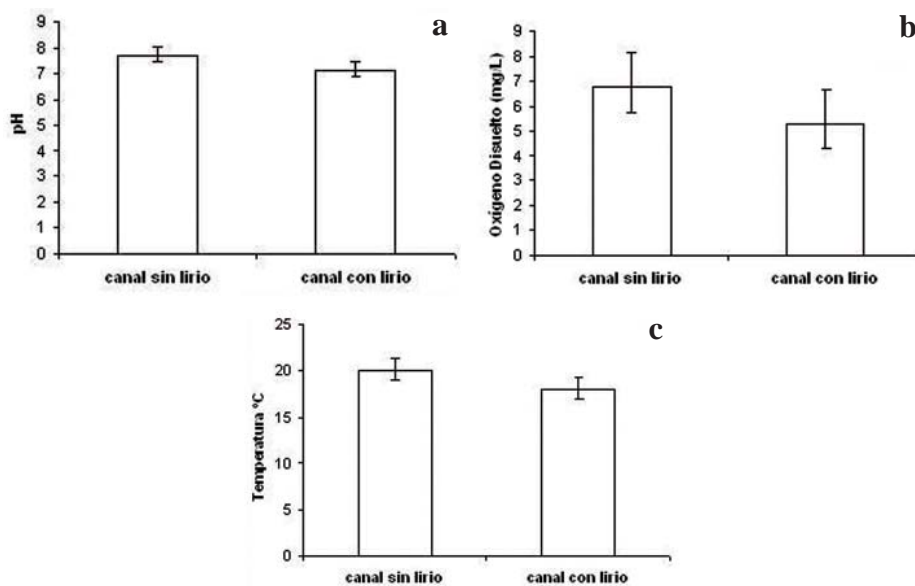 a
9
8
7
6
5
4
3
2
1
0
pH
canal sin lirio
canal con lirio
b
9
8
7
6
5
4
3
2
1
0
Oxígeno Disuelto (mg/L)
canal sin lirio
canal con lirio
c
25
20
15
10
5
0
Temperatura °C
canal sin lirio
canal con lirio